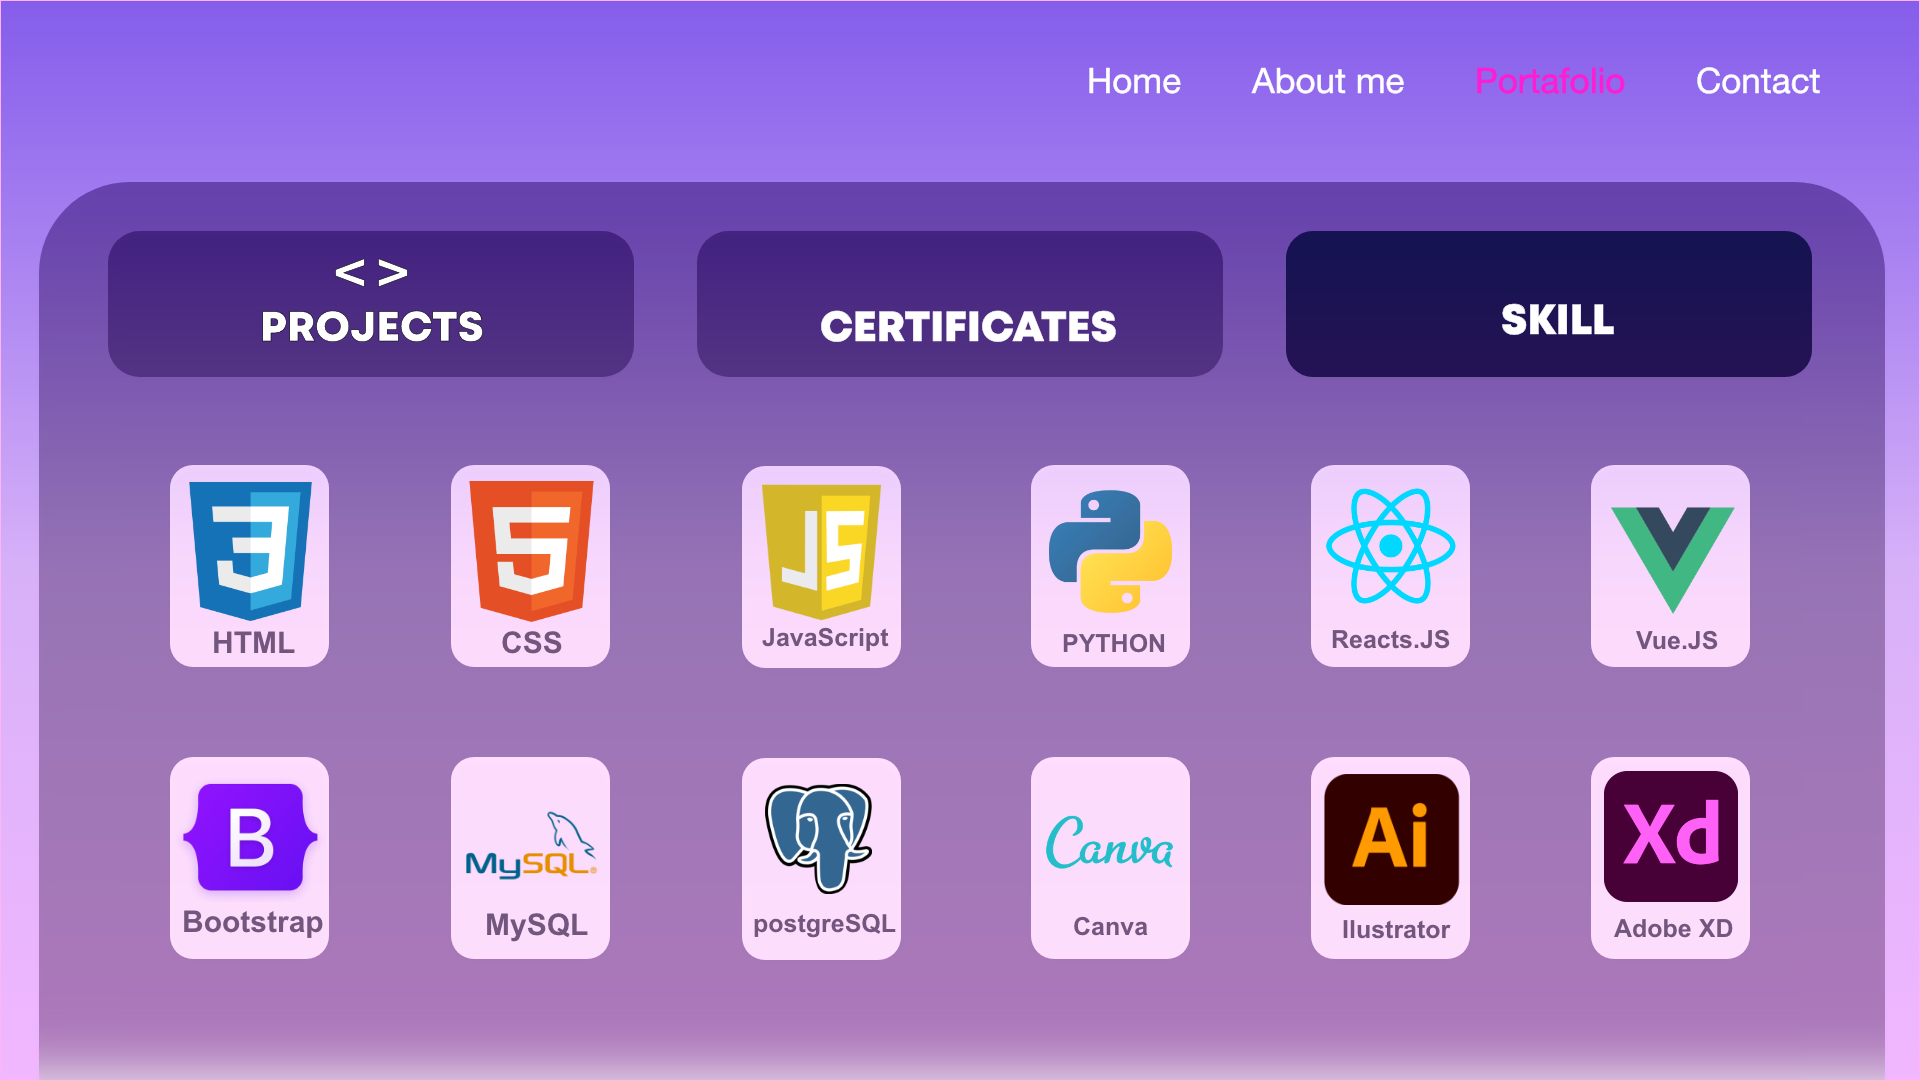 Home About me Portafolio Contact
< >
PROJECTS
CERTIFICATES
SKILL
3
HTML
5
CSS
JS
JavaScript
PYTHON
Reacts.JS
Vue.JS
B
Bootstrap
MySQL®
MySQL
postgreSQL
Canva
Canva
Ai
Ilustrator
Xd
Adobe XD